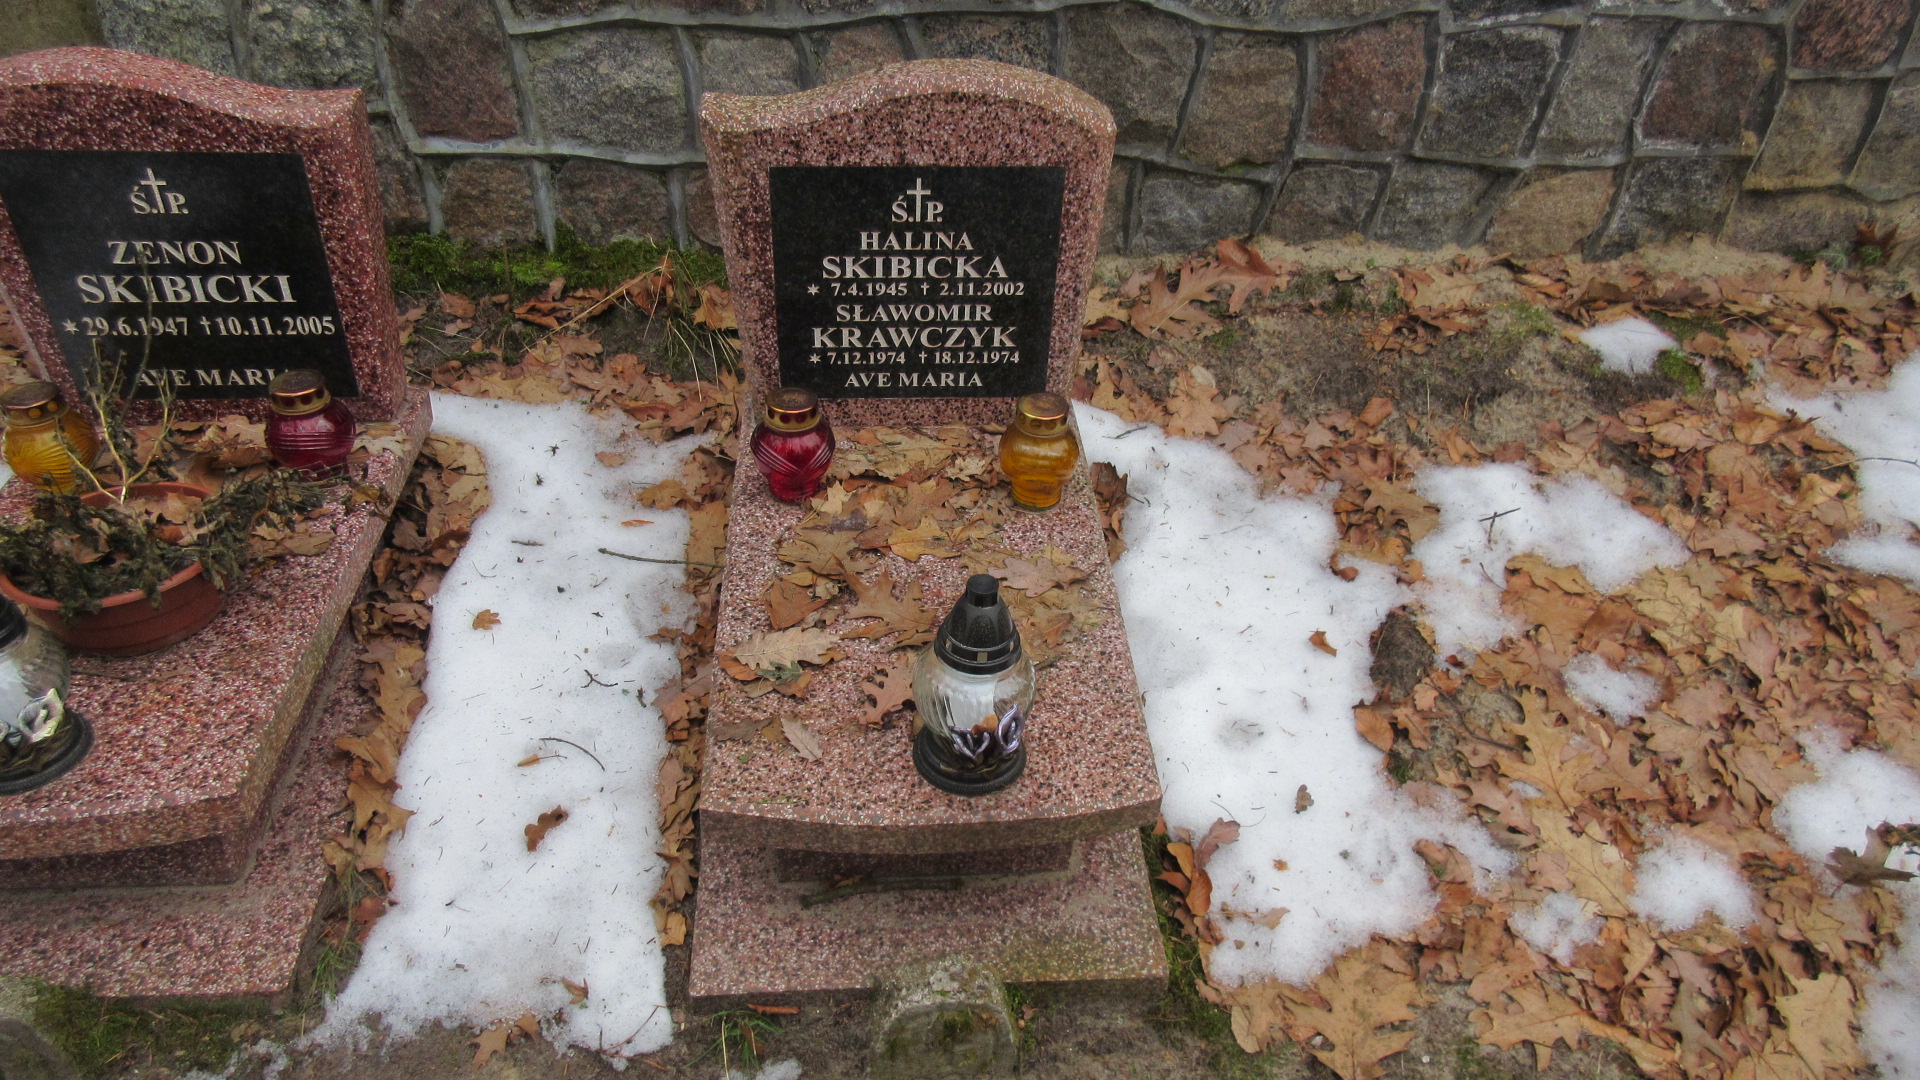 Ś.†P.
ZENON
SKIBICKI
* 29.6.1947 † 10.11.2005
AVE MARIA
Ś.†P.
HALINA
SKIBICKA
* 7.4.1945 † 2.11.2002
SŁAWOMIR
KRAWCZYK
* 7.12.1974 † 18.12.1974
AVE MARIA